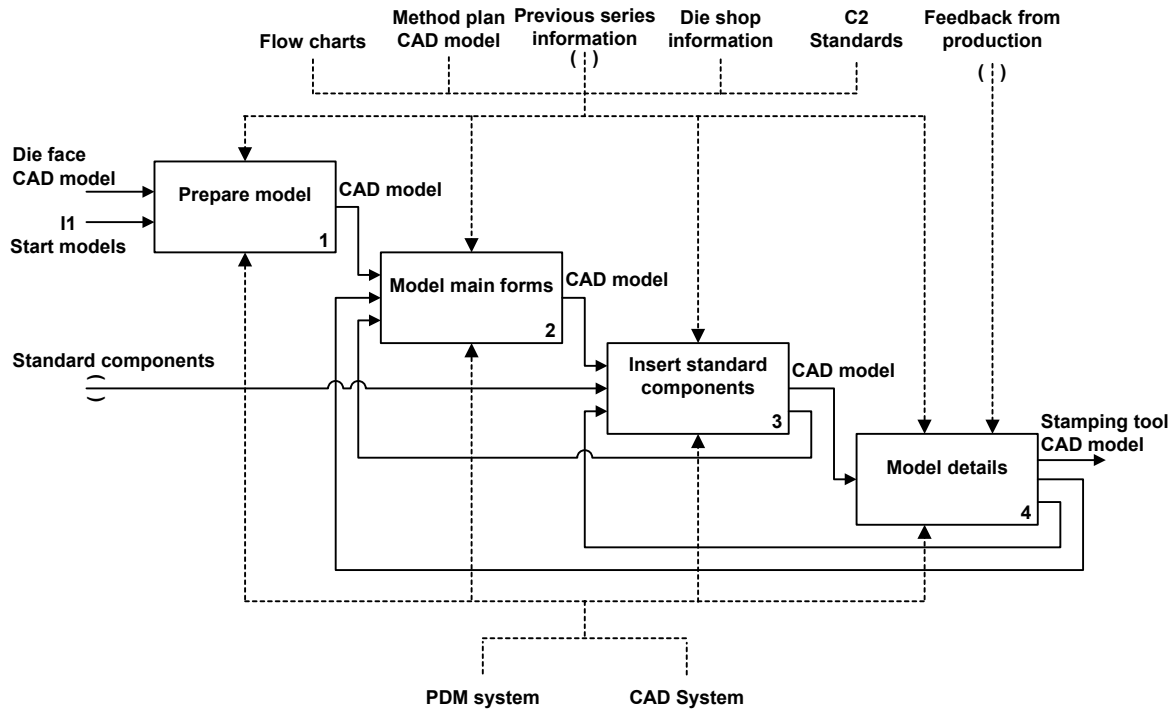 Flow charts
Method plan
CAD model
Previous series
information
( )
Die shop
information
C2
Standards
Feedback from
production
( )
Die face
CAD model
I1
Start models
Prepare model
1
CAD model
Model main forms
2
CAD model
Standard components
( )
Insert standard
components
3
CAD model
Model details
4
Stamping tool
CAD model
PDM system
CAD System